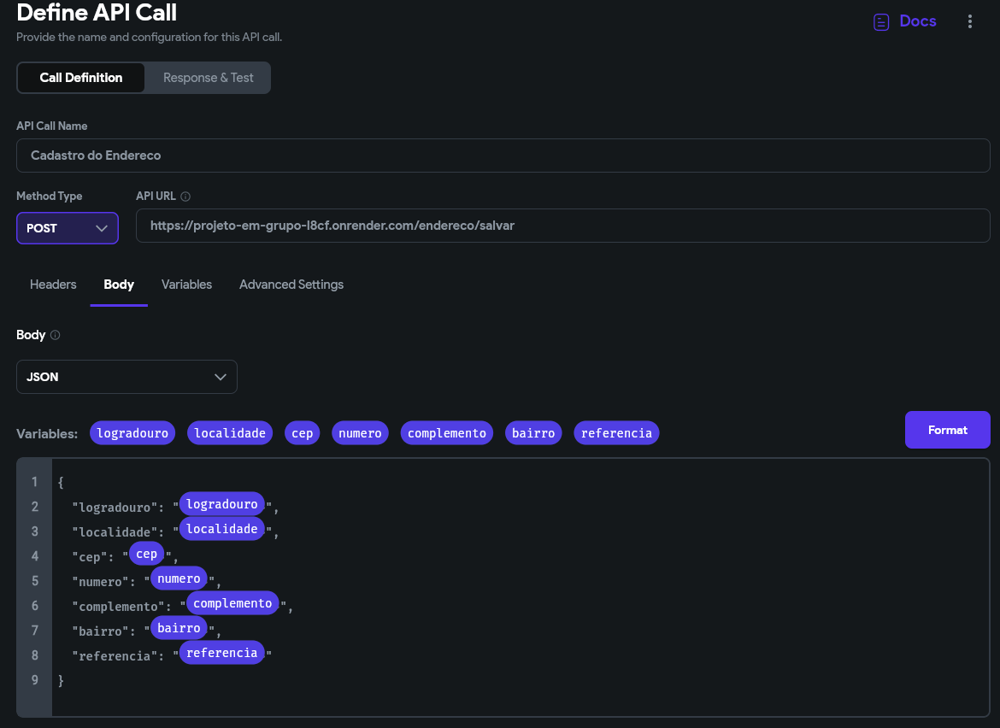 Define API Call
Docs
Provide the name and configuration for this API call.
Call Definition Response & Test
API Call Name
Cadastro do Endereco
Method Type API URL
POST https://projeto-em-grupo-l8cf.onrender.com/endereco/salvar
Headers Body Variables Advanced Settings
Body
JSON
Variables: logradouro localidade cep numero complemento bairro referencia Format
1 {
2 "logradouro": "logradouro",
3 "localidade": "localidade",
4 "cep": "cep",
5 "numero": "numero",
6 "complemento": "complemento",
7 "bairro": "bairro",
8 "referencia": "referencia"
9 }